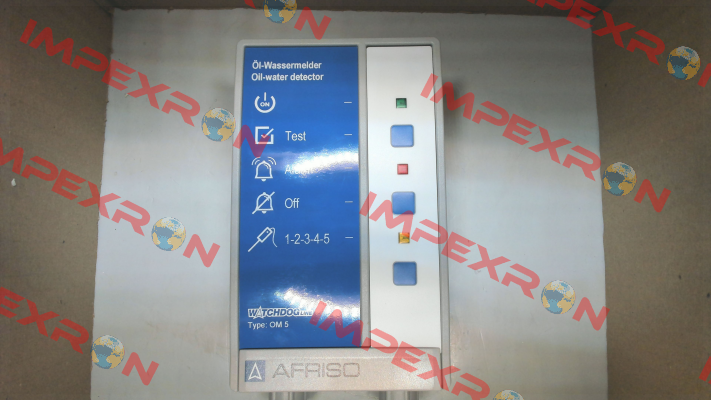 Öl-Wassermelder
Oil-water detector
ON
Test
Off
1-2-3-4-5
WATCHDOG
LINE
Type: OM 5
AFRISO
IMPEXRON
IMPEXRON
IMPEXRON
IMPEXRON
IMPEXRON